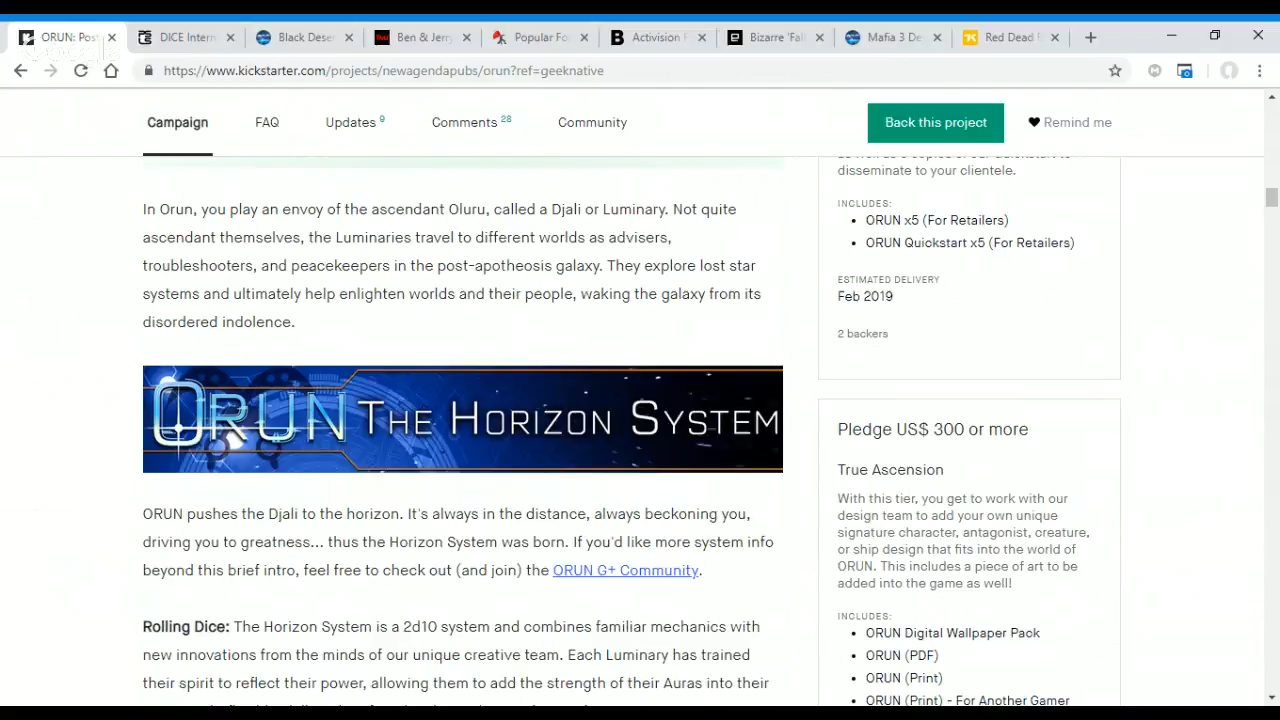 ORUN: Pos
DICE Intern
Black Deser
Ben & Jerry
Popular Fo
Activision
Bizarre 'Fal
Mafia 3 De
Red Dead
https://www.kickstarter.com/projects/newagendapubs/orun?ref=geeknative
Campaign FAQ Updates 9 Comments 28 Community Back this project Remind me
In Orun, you play an envoy of the ascendant Oluru, called a Djali or Luminary. Not quite
ascendant themselves, the Luminaries travel to different worlds as advisers,
troubleshooters, and peacekeepers in the post-apotheosis galaxy. They explore lost star
systems and ultimately help enlighten worlds and their people, waking the galaxy from its
disordered indolence.
ORUN THE HORIZON SYSTEM
ORUN pushes the Djali to the horizon. It's always in the distance, always beckoning you,
driving you to greatness... thus the Horizon System was born. If you'd like more system info
beyond this brief intro, feel free to check out (and join) the ORUN G+ Community.
Rolling Dice: The Horizon System is a 2d10 system and combines familiar mechanics with
new innovations from the minds of our unique creative team. Each Luminary has trained
their spirit to reflect their power, allowing them to add the strength of their Auras into their
disseminate to your clientele.
INCLUDES:
• ORUN x5 (For Retailers)
• ORUN Quickstart x5 (For Retailers)
ESTIMATED DELIVERY
Feb 2019
2 backers
Pledge US$ 300 or more
True Ascension
With this tier, you get to work with our
design team to add your own unique
signature character, antagonist, creature,
or ship design that fits into the world of
ORUN. This includes a piece of art to be
added into the game as well!
INCLUDES:
• ORUN Digital Wallpaper Pack
• ORUN (PDF)
• ORUN (Print)
• ORUN (Print) - For Another Gamer